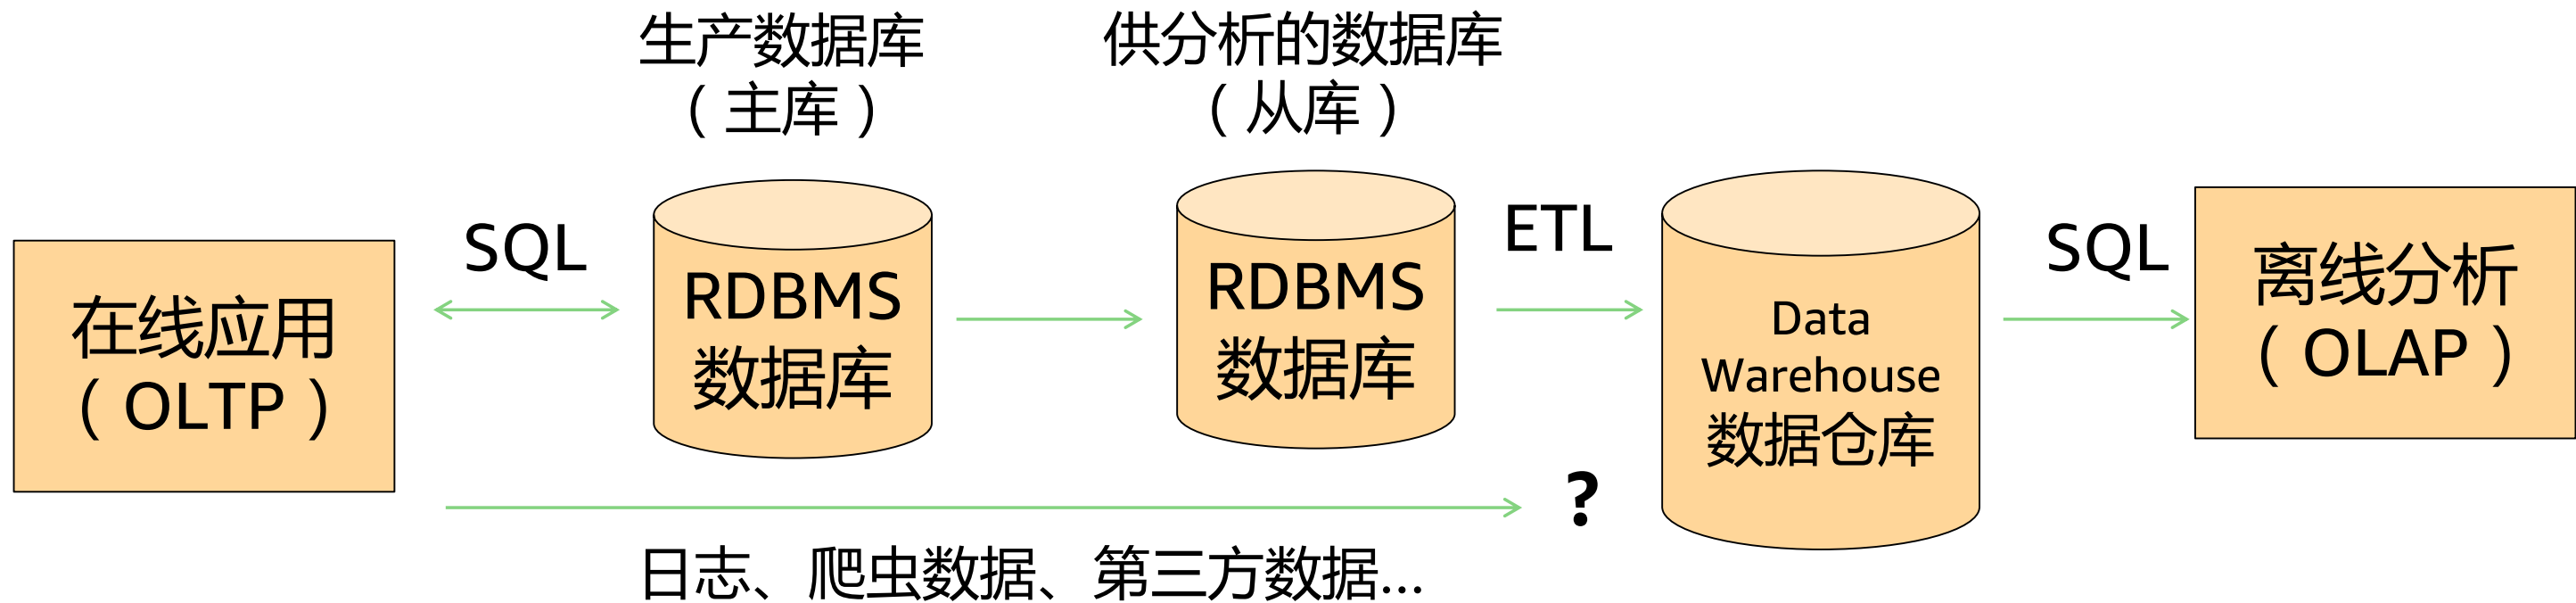 生产数据库
（主库）
供分析的数据库
（从库）
在线应用
（OLTP）
SQL
RDBMS
数据库
RDBMS
数据库
ETL
Data
Warehouse
数据仓库
SQL
离线分析
（OLAP）
?
日志、爬虫数据、第三方数据...